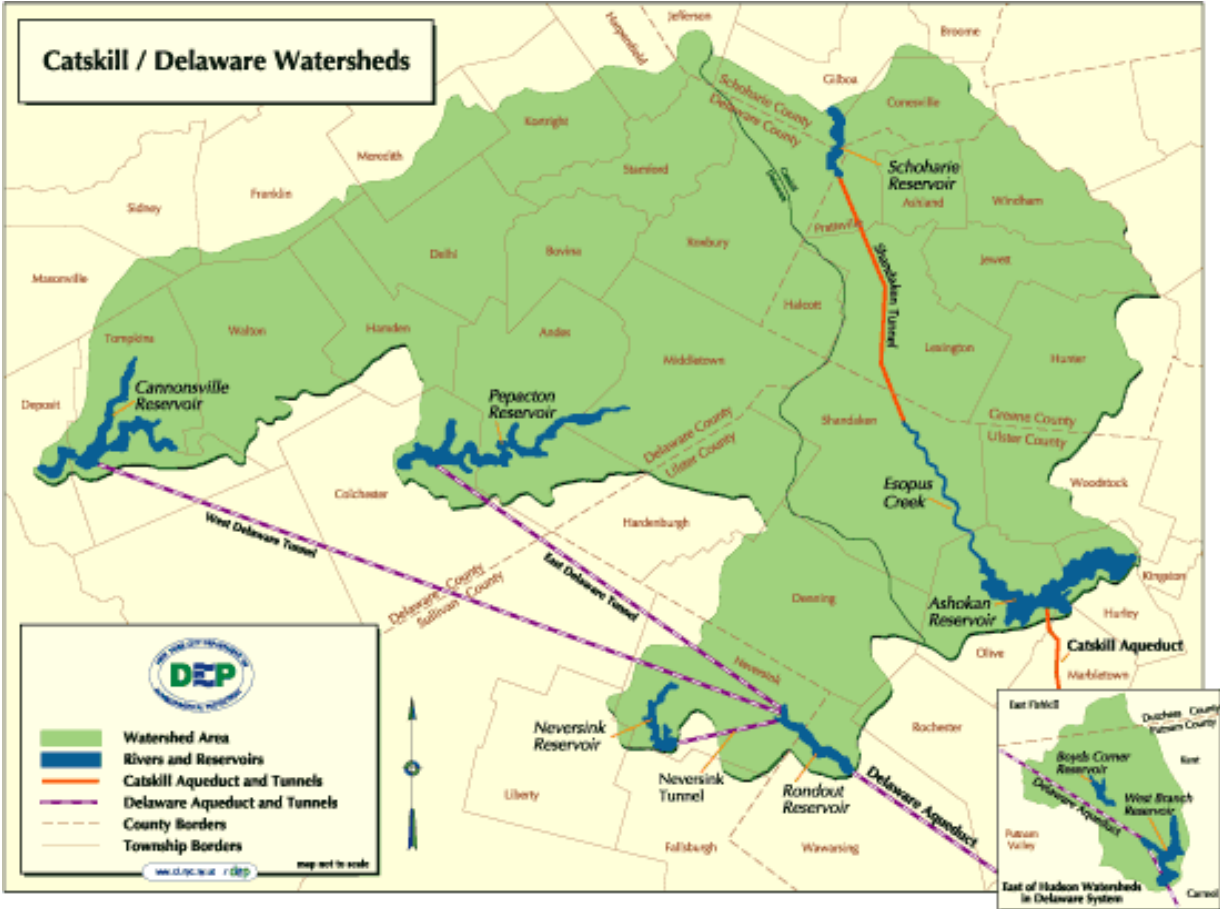 Catskill / Delaware Watersheds
Jefferson
Harpersfield
Broome
Gilboa
Conesville
Schoharie County
Delaware County
Kortright
Meredith
Stamford
Schoharie
Reservoir
Franklin
Sidney
Catskill
Delaware
Ashland
Windham
Prattsville
Roxbury
Bovina
Delhi
Jewett
Masonville
Shandaken Tunnel
Halcott
Tompkins
Walton
Hamden
Andes
Middletown
Lexington
Hunter
Cannonsville
Reservoir
Deposit
Pepacton
Reservoir
Shandaken
Greene County
Ulster County
Delaware County
Ulster County
Woodstock
Esopus
Creek
Colchester
Hardenburgh
West Delaware Tunnel
East Delaware Tunnel
Delaware County
Sullivan County
Kingston
Denning
Ashokan
Reservoir
Hurley
Olive
Catskill Aqueduct
Marbletown
Neversink
Neversink
Reservoir
Rochester
Neversink
Tunnel
Rondout
Reservoir
Delaware Aqueduct
Liberty
Fallsburgh
Wawarsing
DEP
Watershed Area
Rivers and Reservoirs
Catskill Aqueduct and Tunnels
Delaware Aqueduct and Tunnels
County Borders
Township Borders
map not to scale
East Fishkill
Dutchess County
Putnam County
Boyds Corner
Reservoir
Kent
West Branch
Reservoir
Delaware Aqueduct
Putnam
Valley
Carmel
East of Hudson Watersheds
in Delaware System